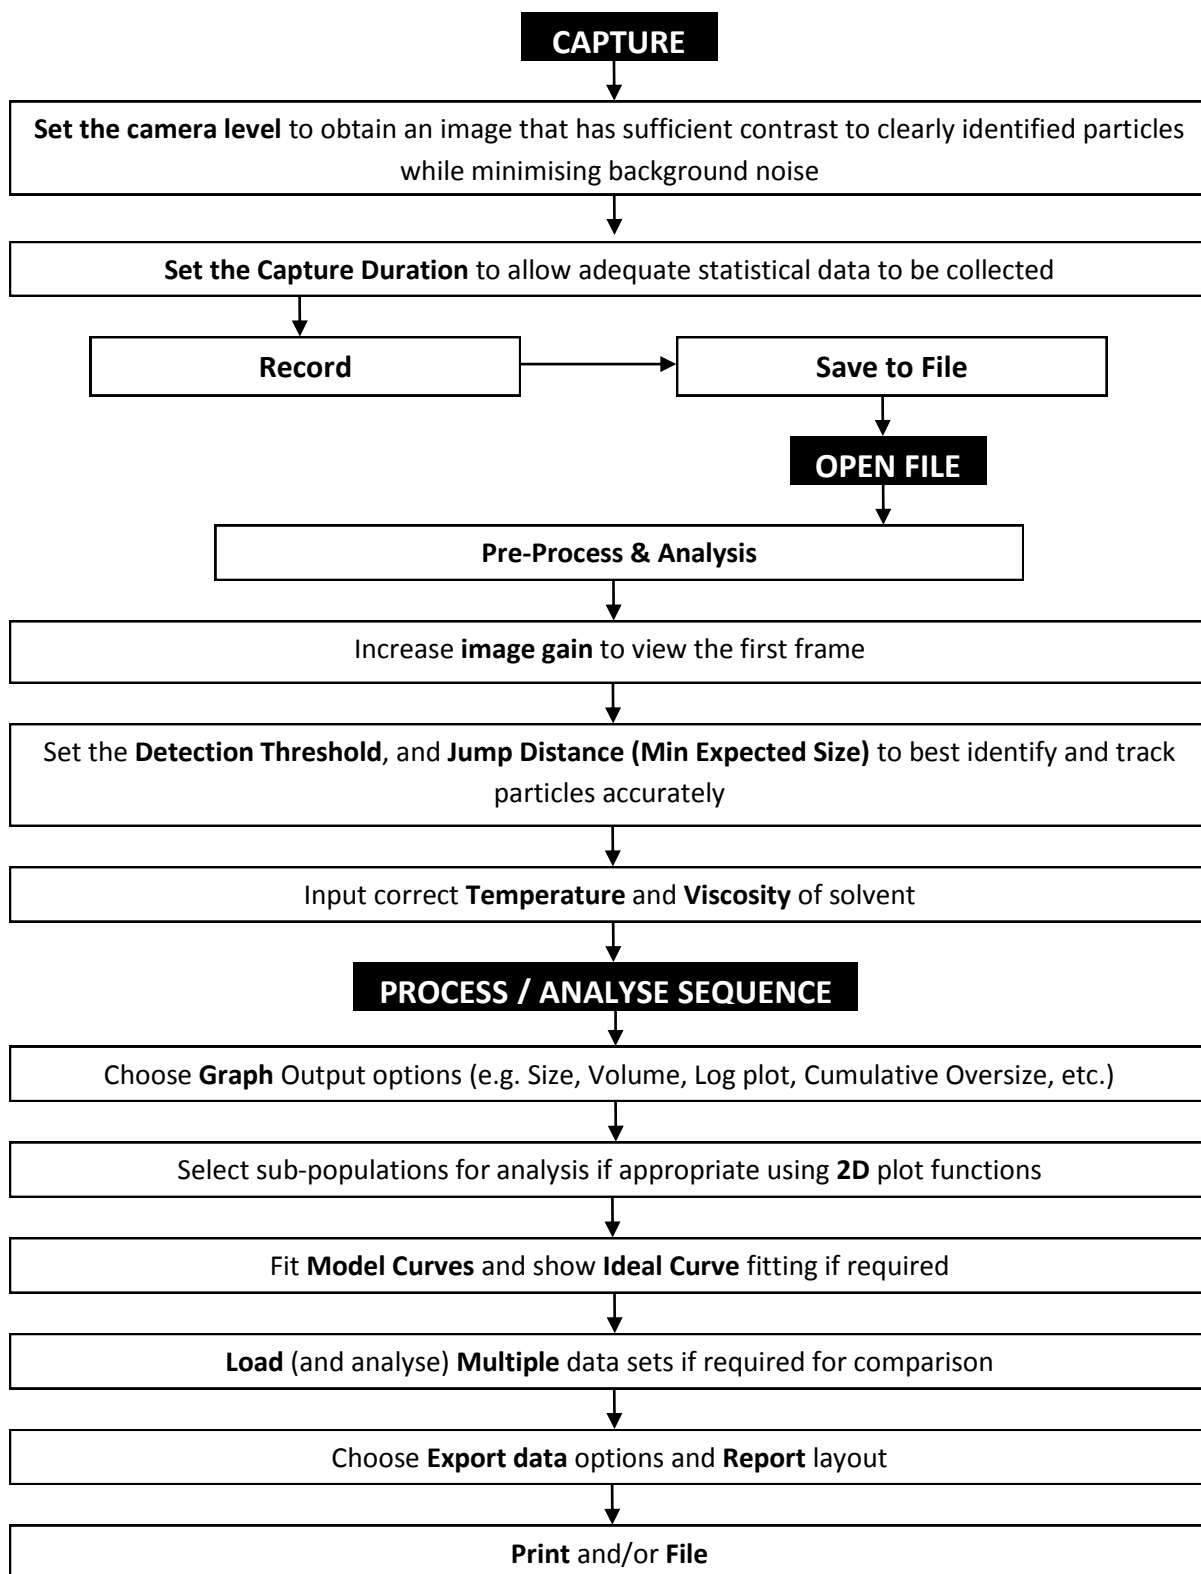 CAPTURE
Set the camera level to obtain an image that has sufficient contrast to clearly identified particles
while minimising background noise
Set the Capture Duration to allow adequate statistical data to be collected
Record
Save to File
OPEN FILE
Pre-Process & Analysis
Increase image gain to view the first frame
Set the Detection Threshold, and Jump Distance (Min Expected Size) to best identify and track
particles accurately
Input correct Temperature and Viscosity of solvent
PROCESS / ANALYSE SEQUENCE
Choose Graph Output options (e.g. Size, Volume, Log plot, Cumulative Oversize, etc.)
Select sub-populations for analysis if appropriate using 2D plot functions
Fit Model Curves and show Ideal Curve fitting if required
Load (and analyse) Multiple data sets if required for comparison
Choose Export data options and Report layout
Print and/or File